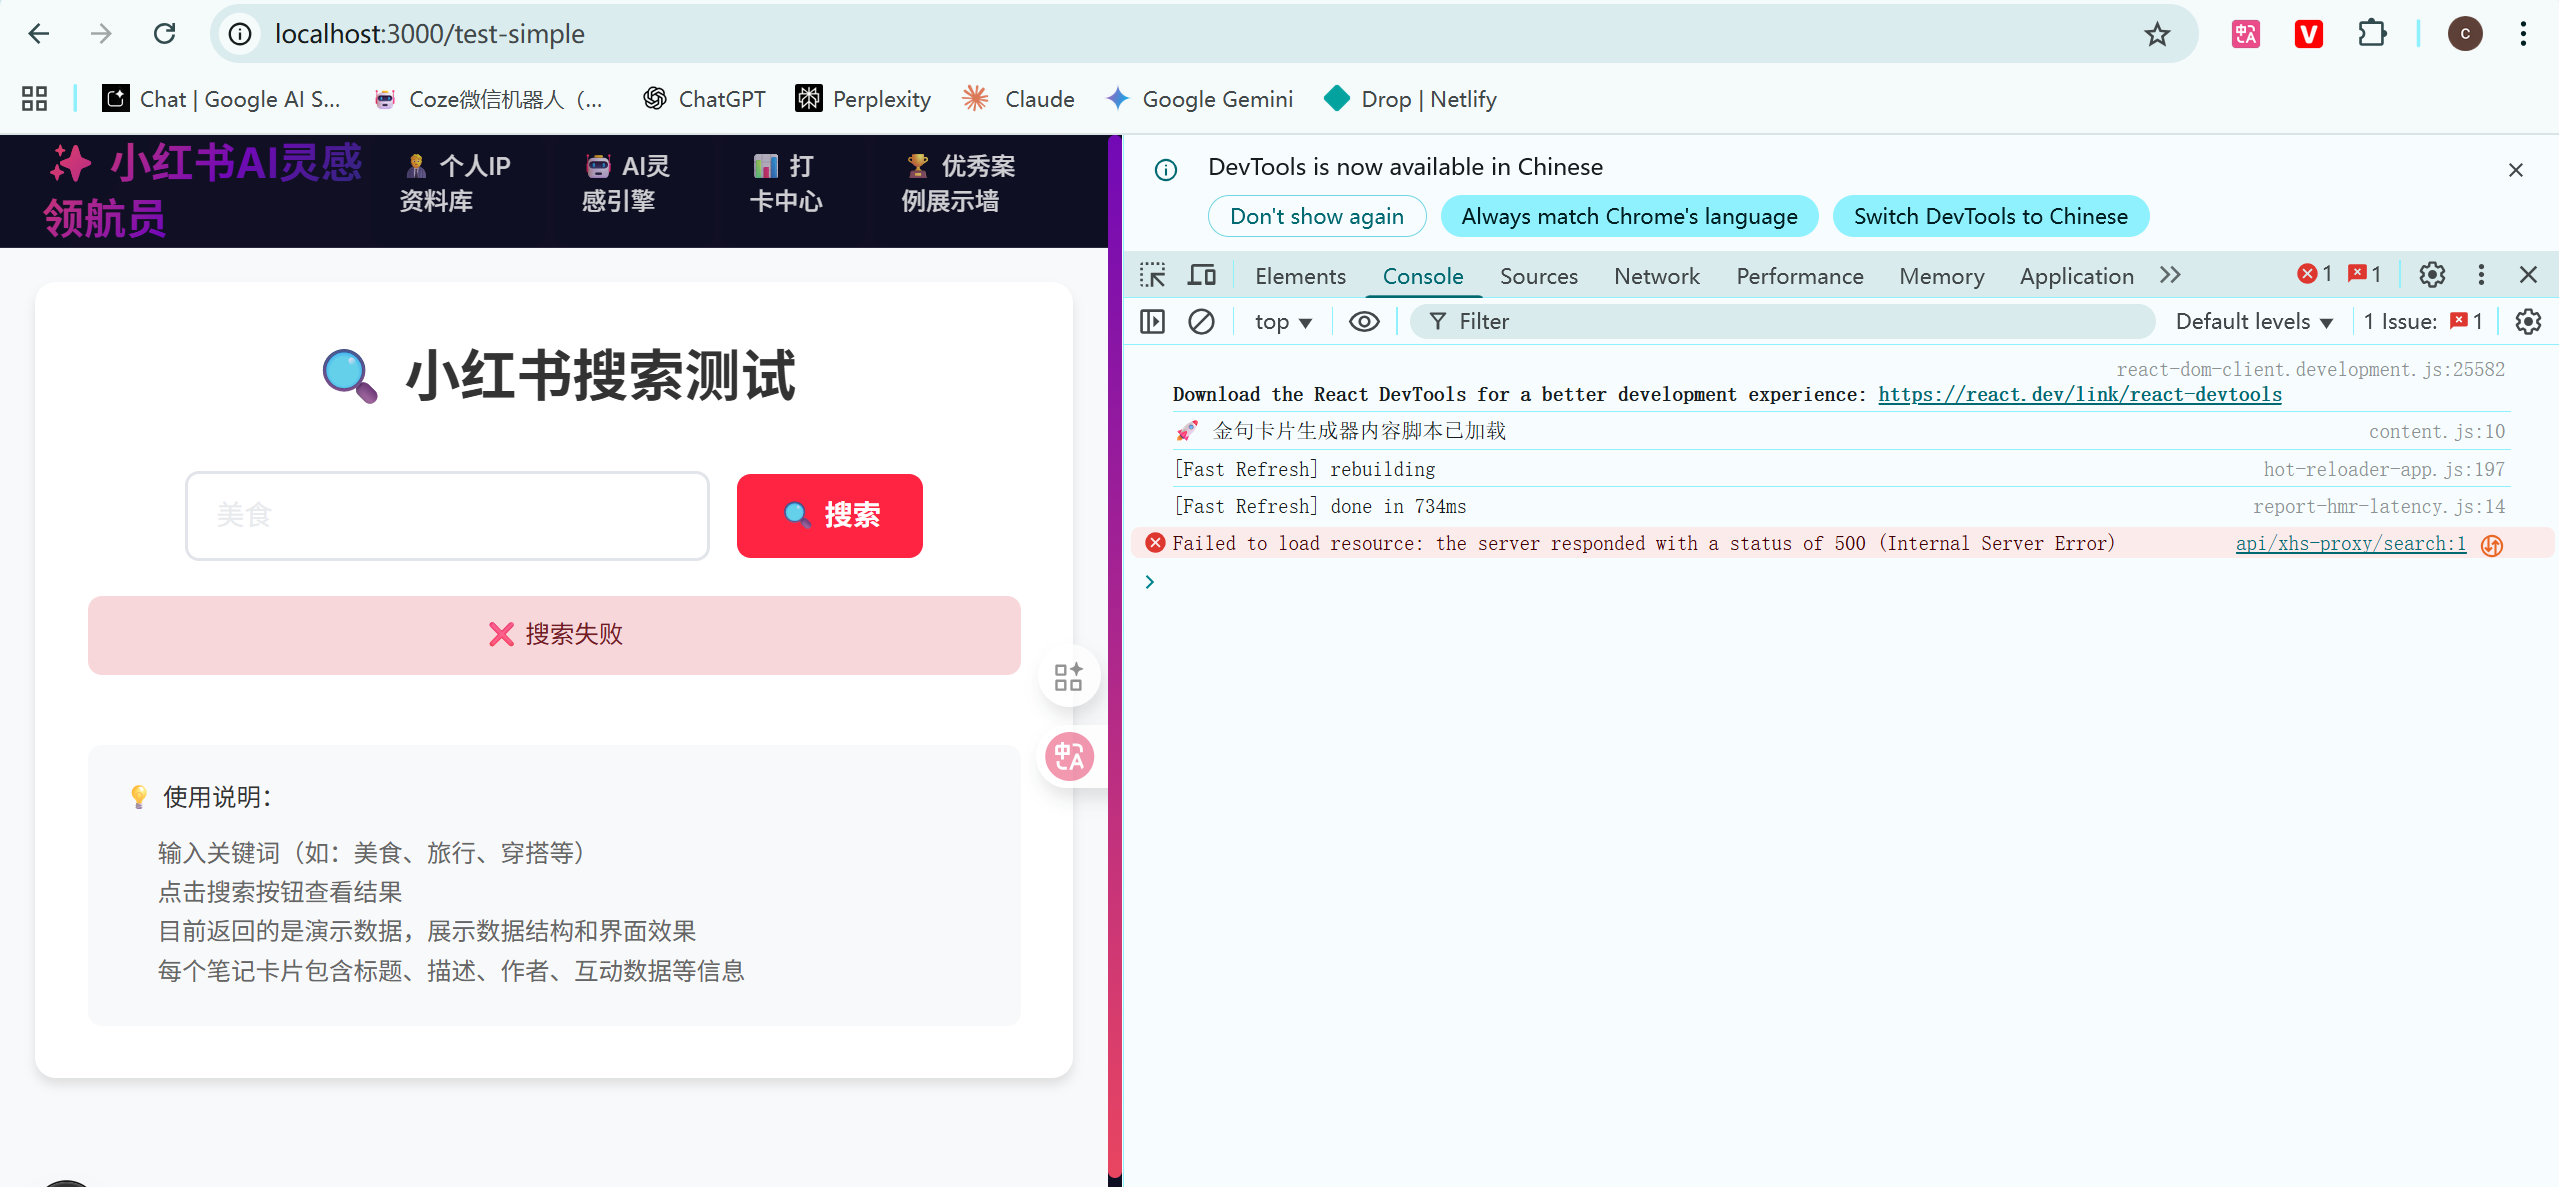 localhost:3000/test-simple
c
Chat | Google AI S...
Coze微信机器人（...
ChatGPT
Perplexity
Claude
Google Gemini
Drop | Netlify
小红书AI灵感
领航员
个人IP
资料库
AI灵
感引擎
打
卡中心
优秀案
例展示墙
小红书搜索测试
美食
搜索
搜索失败
使用说明：
输入关键词（如：美食、旅行、穿搭等）
点击搜索按钮查看结果
目前返回的是演示数据，展示数据结构和界面效果
每个笔记卡片包含标题、描述、作者、互动数据等信息
DevTools is now available in Chinese
Don't show again
Always match Chrome's language
Switch DevTools to Chinese
Elements
Console
Sources
Network
Performance
Memory
Application
1
1
top
Filter
Default levels
1 Issue: 1
react-dom-client.development.js:25582
Download the React DevTools for a better development experience: https://react.dev/link/react-devtools
🚀 金句卡片生成器内容脚本已加载 content.js:10
[Fast Refresh] rebuilding hot-reloader-app.js:197
[Fast Refresh] done in 734ms report-hmr-latency.js:14
Failed to load resource: the server responded with a status of 500 (Internal Server Error) api/xhs-proxy/search:1